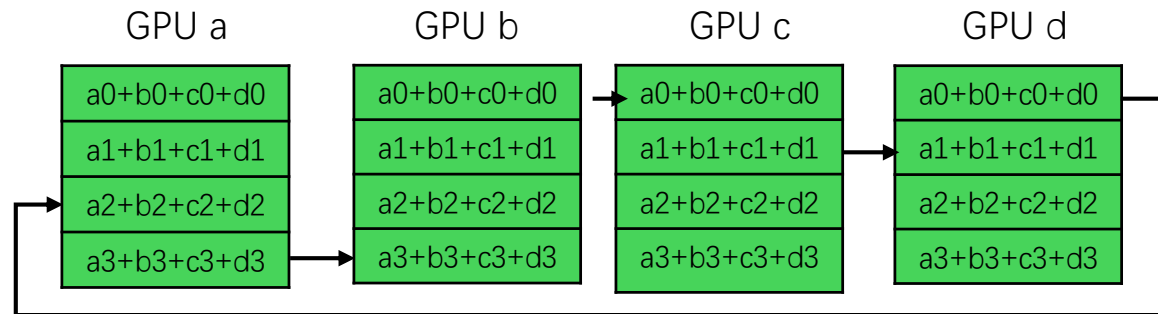 GPU a GPU b GPU c GPU d
a0+b0+c0+d0 a0+b0+c0+d0 a0+b0+c0+d0 a0+b0+c0+d0
a1+b1+c1+d1 a1+b1+c1+d1 a1+b1+c1+d1 a1+b1+c1+d1
a2+b2+c2+d2 a2+b2+c2+d2 a2+b2+c2+d2 a2+b2+c2+d2
a3+b3+c3+d3 a3+b3+c3+d3 a3+b3+c3+d3 a3+b3+c3+d3